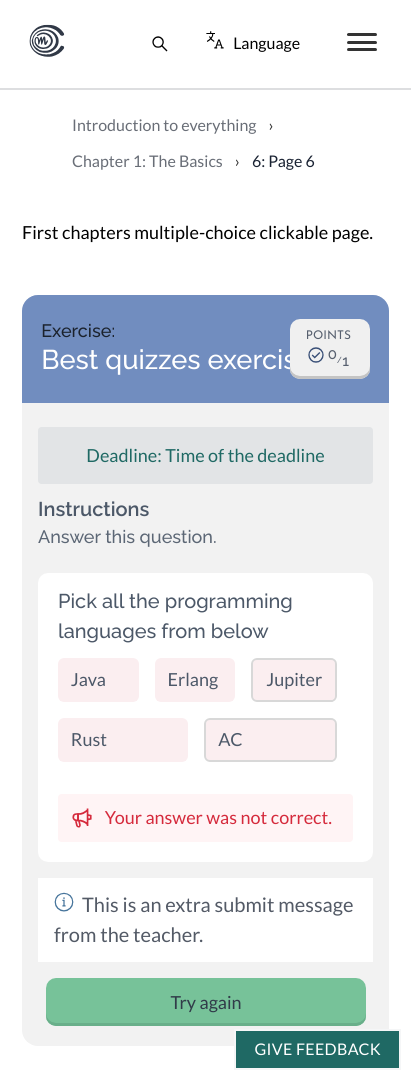 Language
Introduction to everything ›
Chapter 1: The Basics › 6: Page 6
First chapters multiple-choice clickable page.
Exercise:
Best quizzes exercis
POINTS
0/1
Deadline: Time of the deadline
Instructions
Answer this question.
Pick all the programming
languages from below
Java Erlang Jupiter
Rust AC
Your answer was not correct.
This is an extra submit message
from the teacher.
Try again
GIVE FEEDBACK